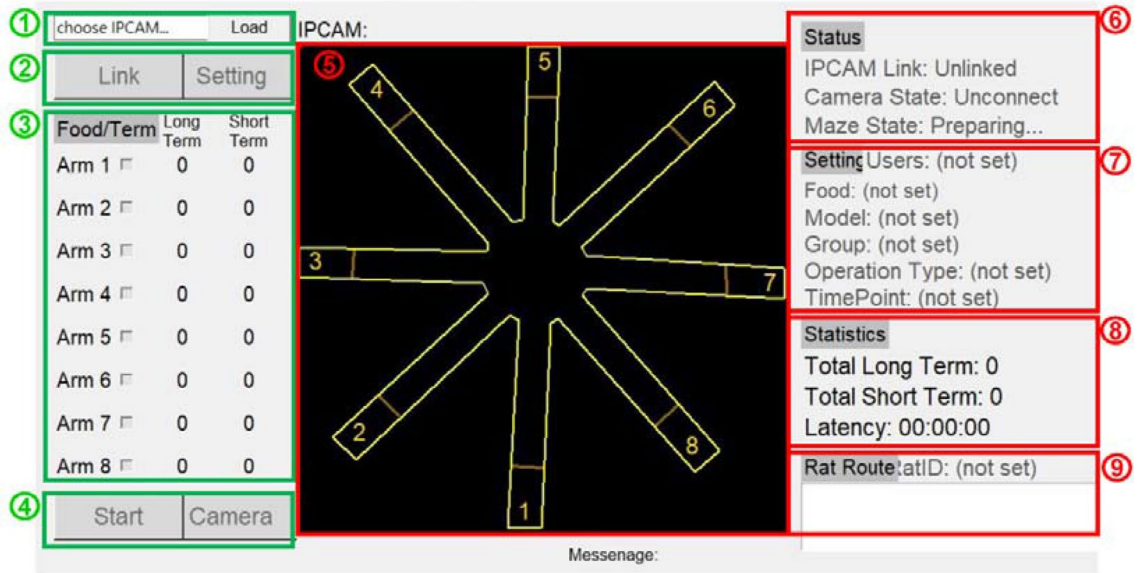 ① choose IPCAM... Load
② Link Setting
③ Food/Term Long Term Short Term
Arm 1 0 0
Arm 2 0 0
Arm 3 0 0
Arm 4 0 0
Arm 5 0 0
Arm 6 0 0
Arm 7 0 0
Arm 8 0 0
④ Start Camera
IPCAM:
⑤
5
4
6
3
7
2
8
1
Messenage:
⑥
Status
IPCAM Link: Unlinked
Camera State: Unconnect
Maze State: Preparing...
⑦
Setting Users: (not set)
Food: (not set)
Model: (not set)
Group: (not set)
Operation Type: (not set)
TimePoint: (not set)
⑧
Statistics
Total Long Term: 0
Total Short Term: 0
Latency: 00:00:00
⑨
Rat Route atID: (not set)